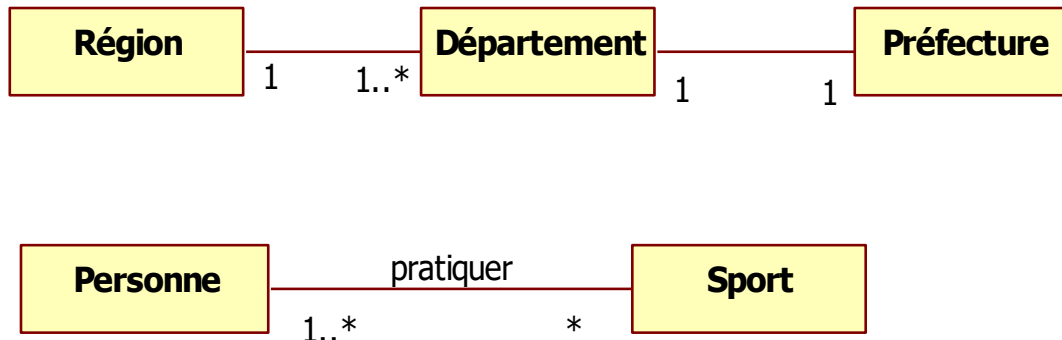 Région Département Préfecture
1 1..* 1 1
pratiquer
Personne Sport
1..* *